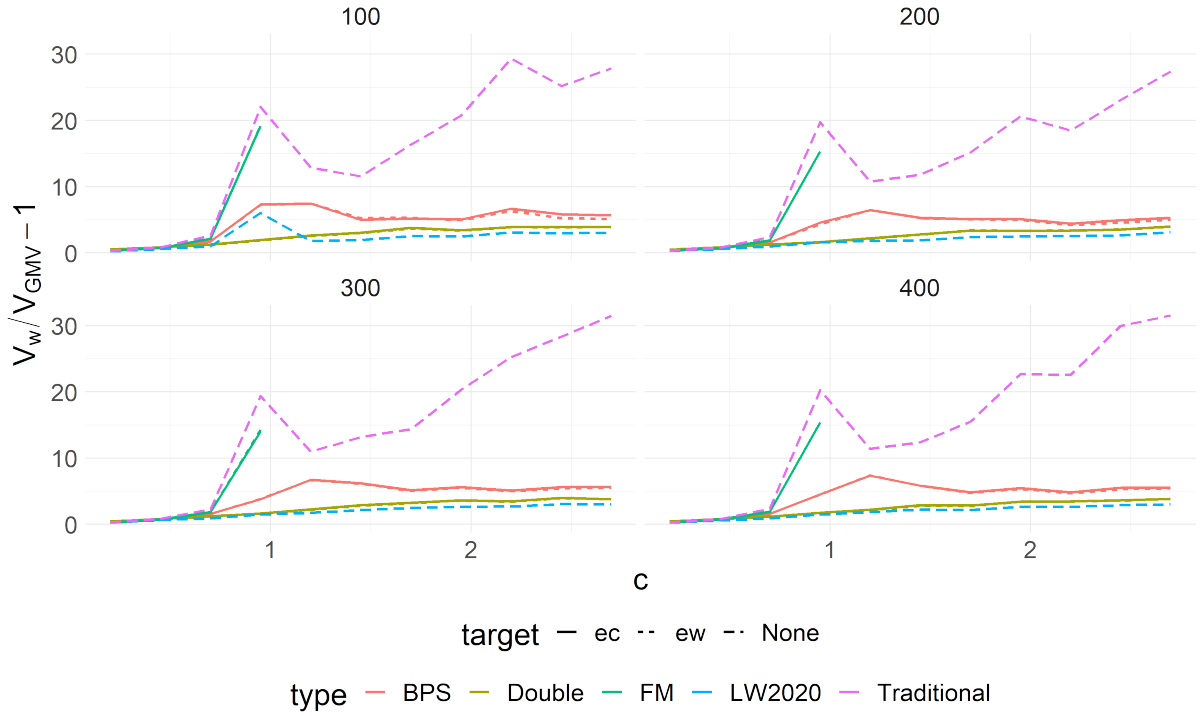 100 200
30
20
10
0
300 400
30
20
10
0
V_w/V_GMV − 1
1 2 1 2
c
target ec ew None
type BPS Double FM LW2020 Traditional